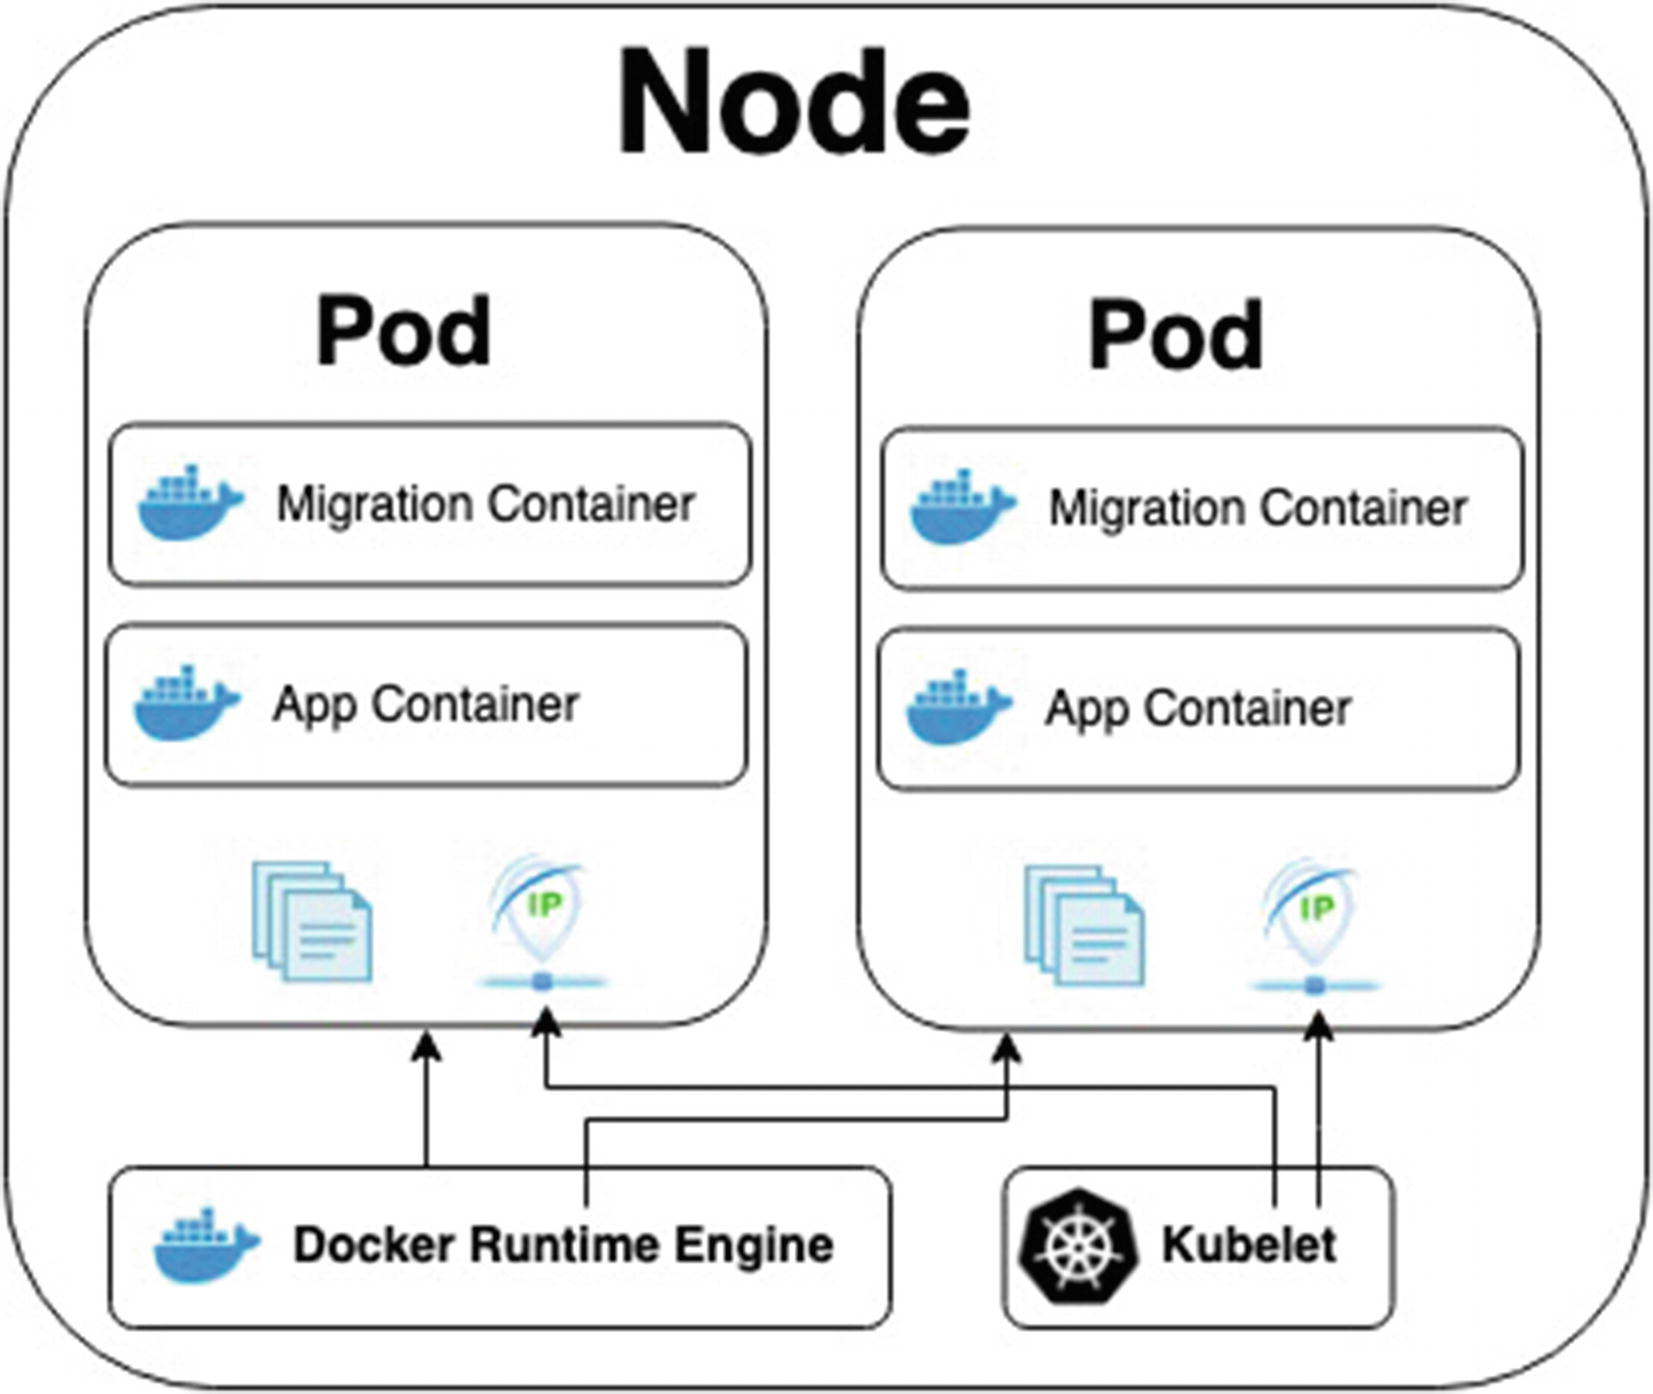 Node
Pod
Migration Container
App Container
IP
Pod
Migration Container
App Container
IP
Docker Runtime Engine
Kubelet